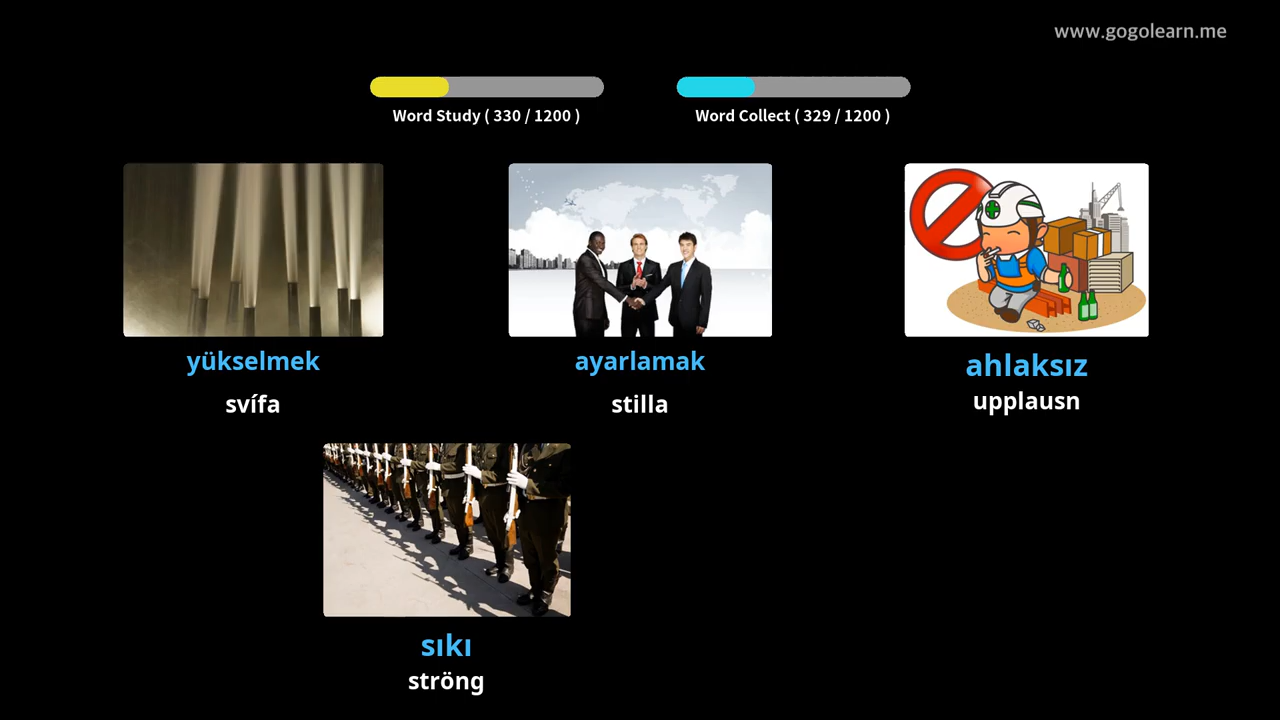 www.gogolearn.me
Word Study ( 330 / 1200 )
Word Collect ( 329 / 1200 )
yükselmek
svífa
ayarlamak
stilla
ahlaksız
upplausn
sıkı
ströng